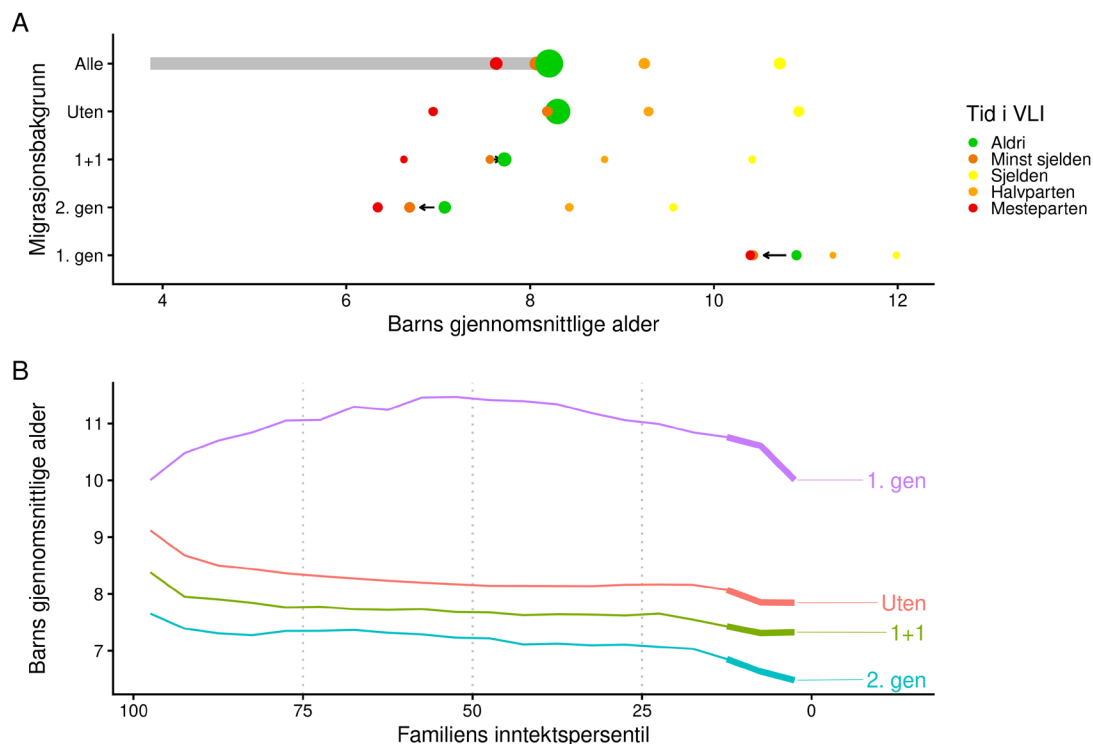 A
Migrasjonsbakgrunn
Alle
Uten
1+1
2. gen
1. gen
4 6 8 10 12
Barns gjennomsnittlige alder
Tid i VLI
Aldri
Minst sjelden
Sjelden
Halvparten
Mesteparten
B
Barns gjennomsnittlige alder
11
10
9
8
7
1. gen
Uten
1+1
2. gen
100 75 50 25 0
Familiens inntektspersentil